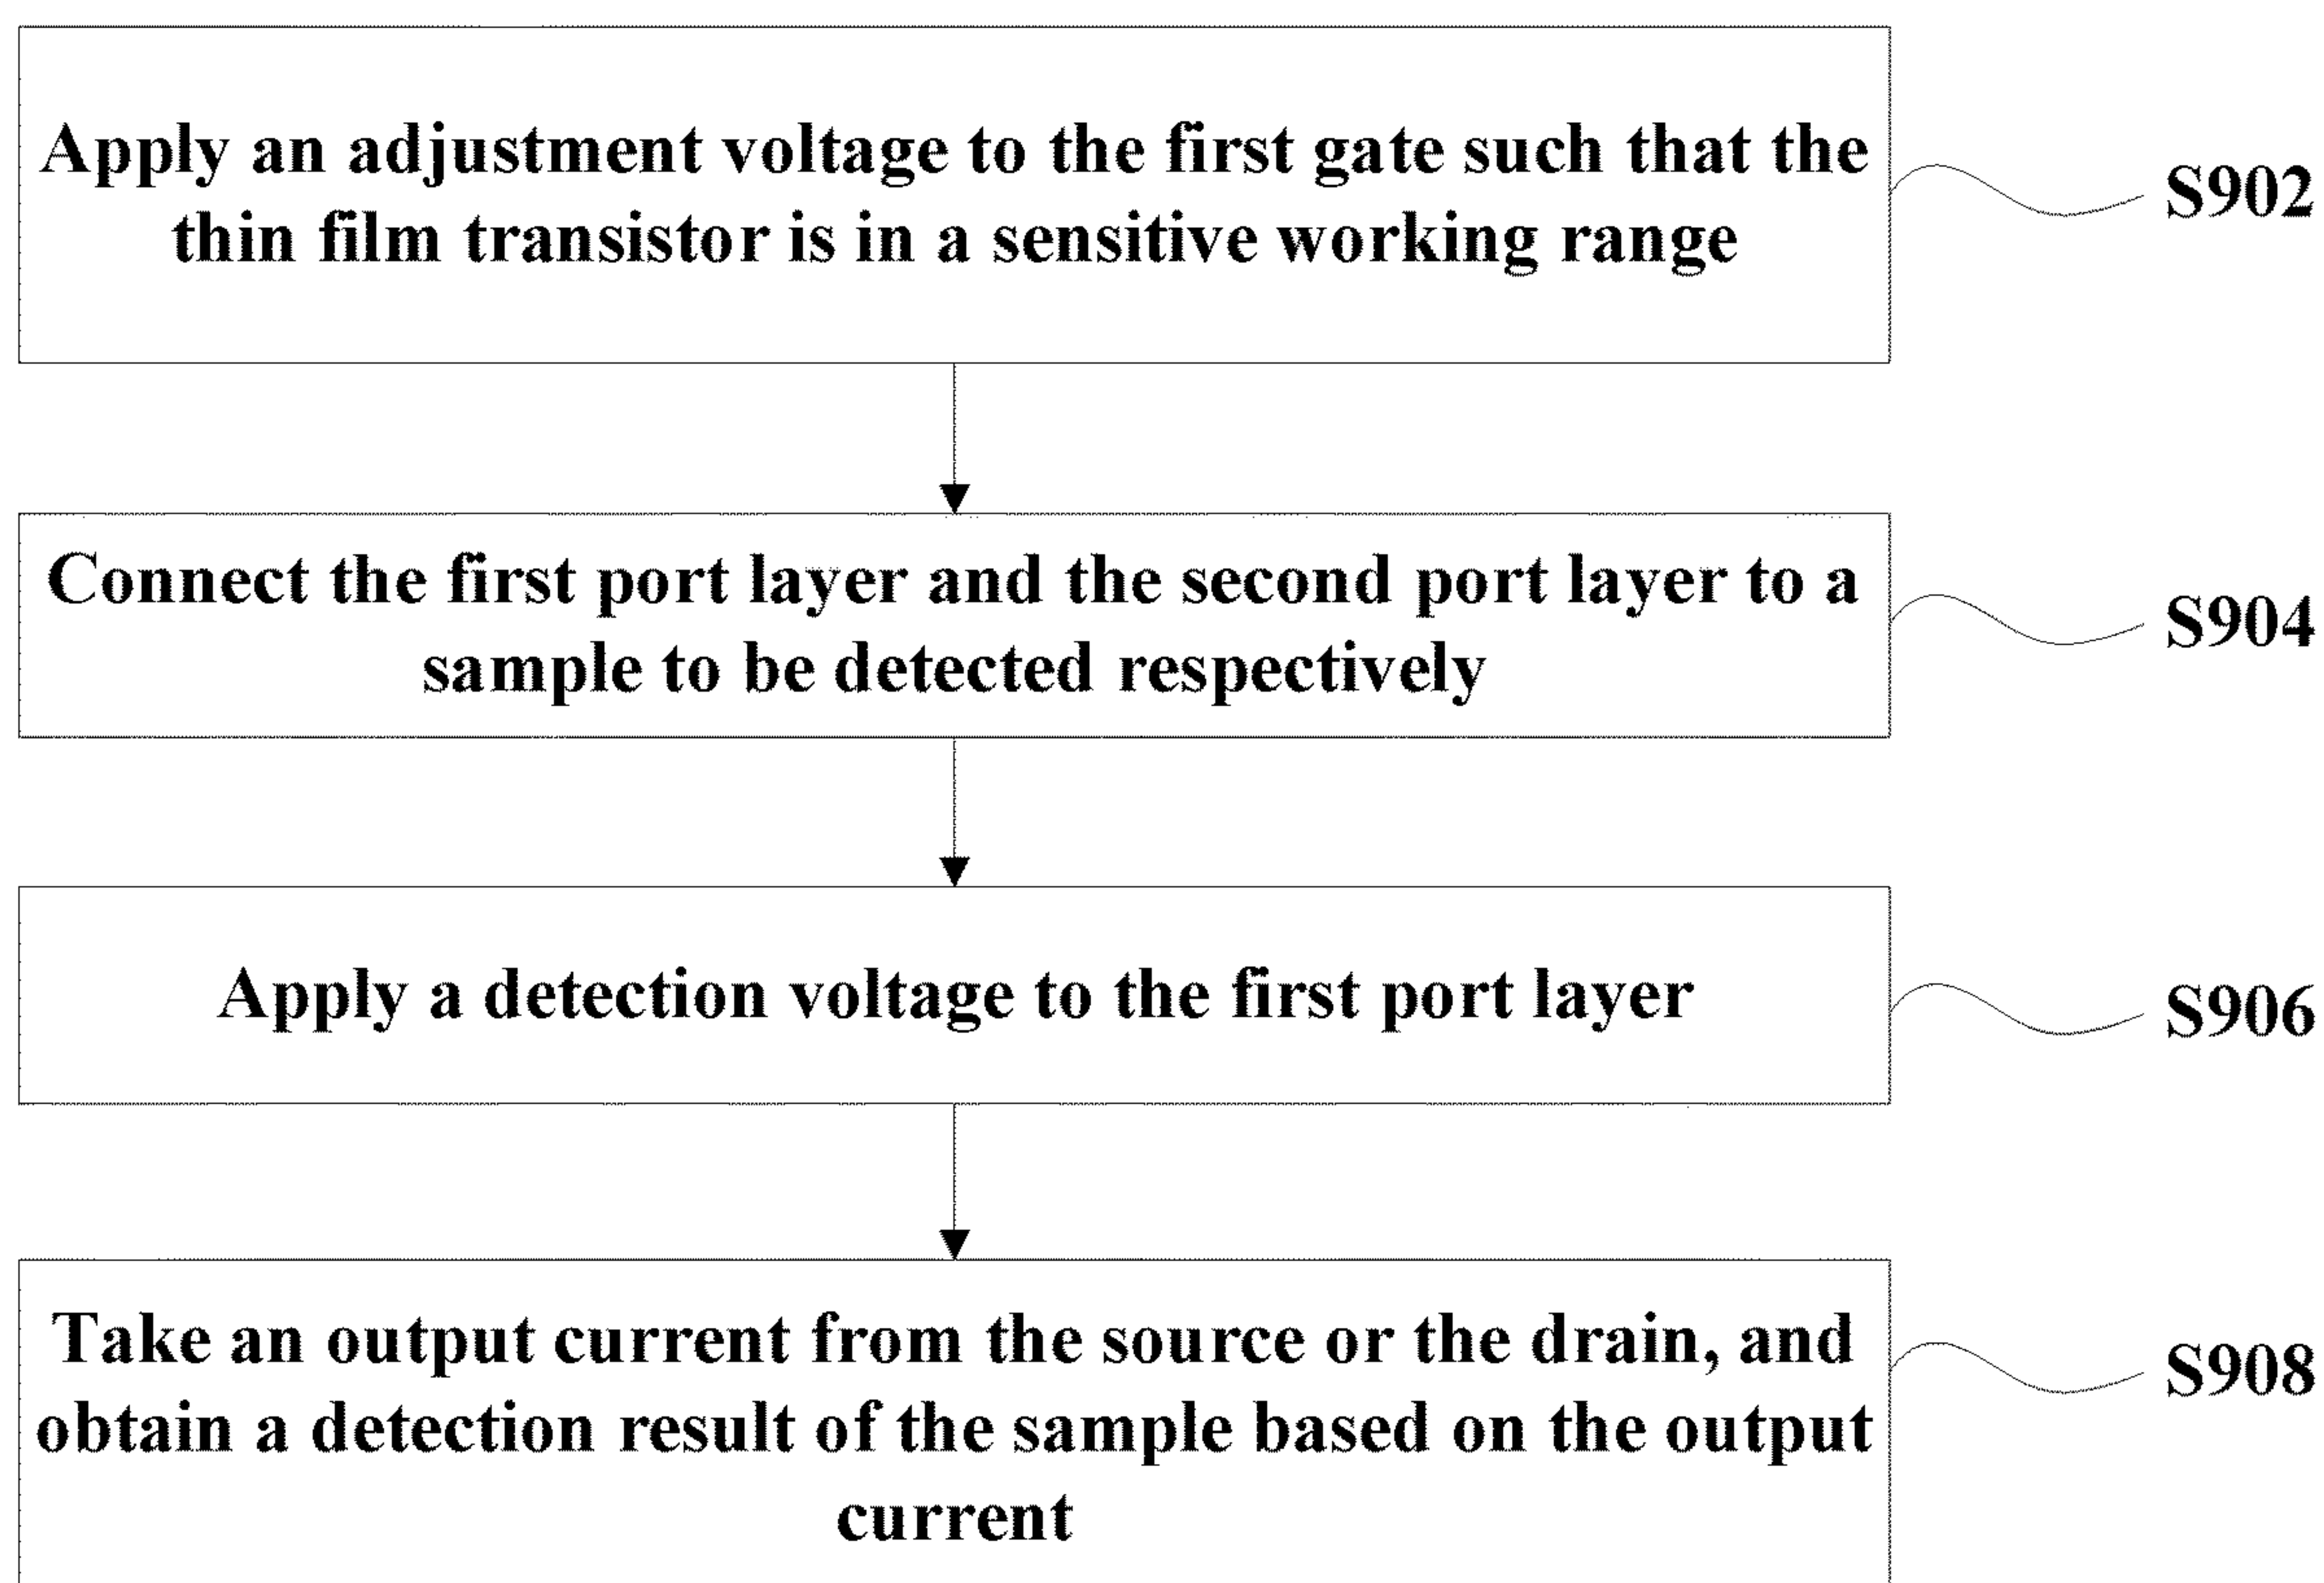 Apply an adjustment voltage to the first gate such that the
thin film transistor is in a sensitive working range
S902
Connect the first port layer and the second port layer to a
sample to be detected respectively
S904
Apply a detection voltage to the first port layer
S906
Take an output current from the source or the drain, and
obtain a detection result of the sample based on the output
current
S908